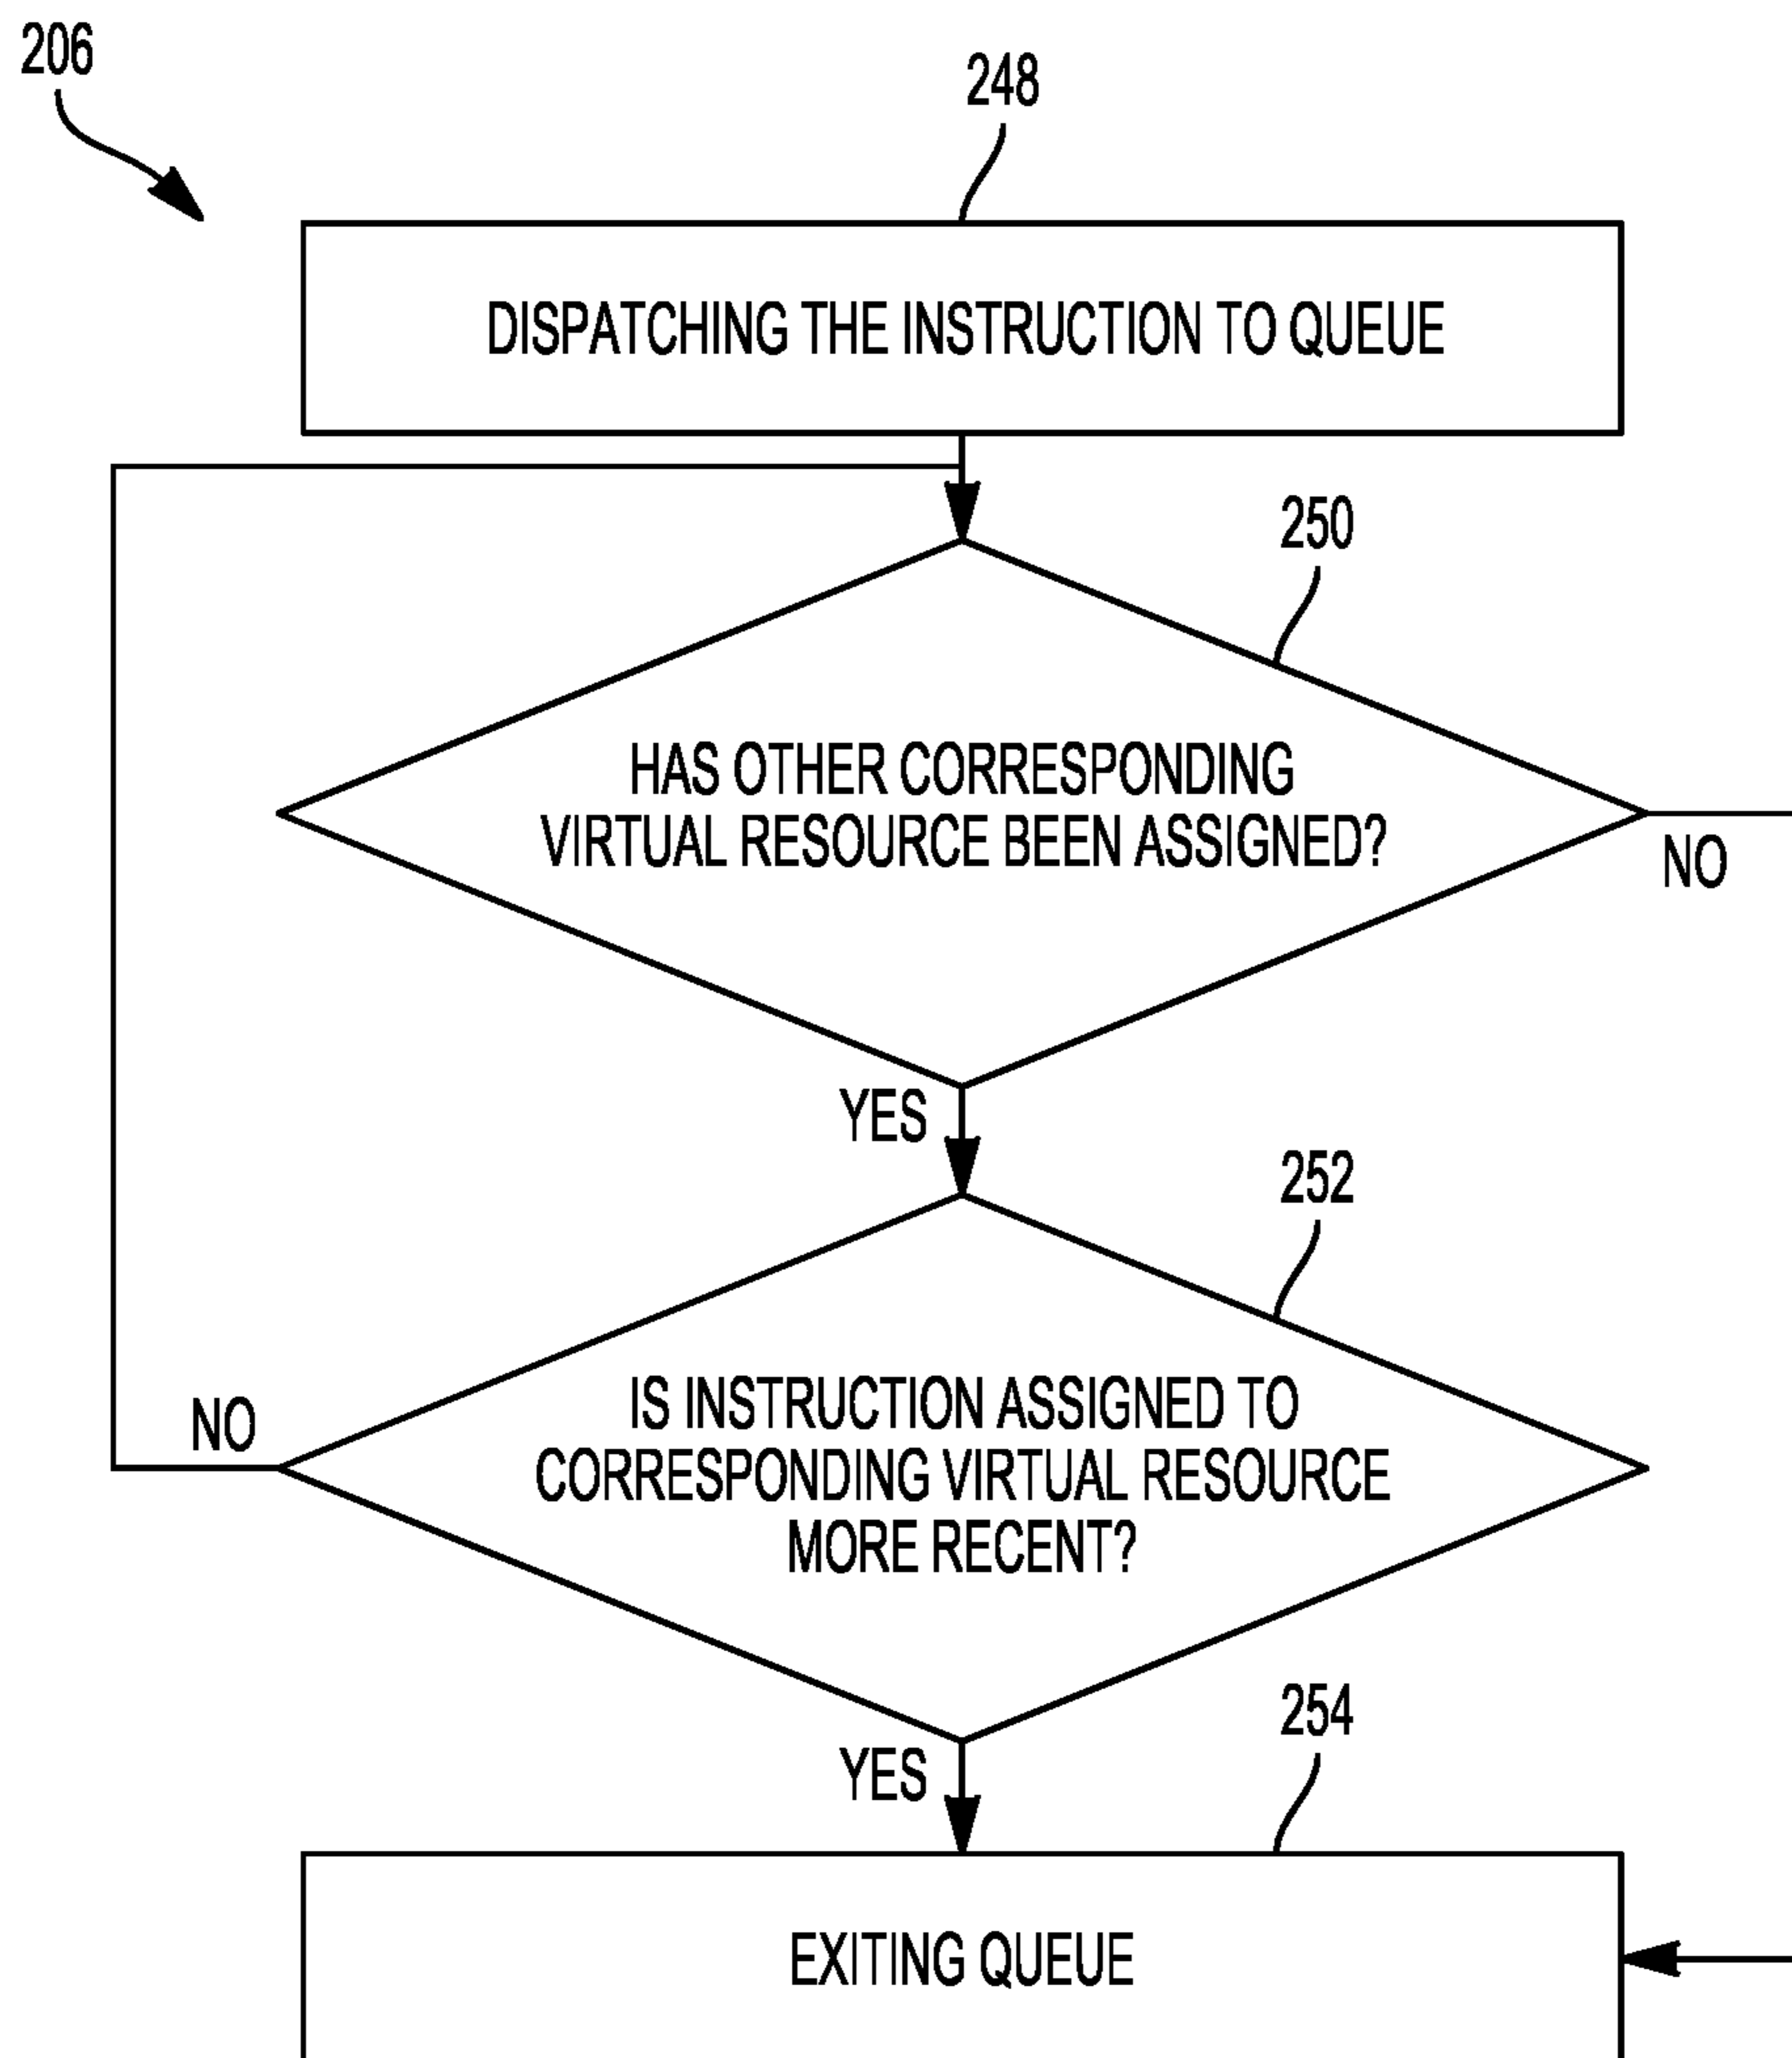 206
248
DISPATCHING THE INSTRUCTION TO QUEUE
250
HAS OTHER CORRESPONDING
VIRTUAL RESOURCE BEEN ASSIGNED?
NO
YES
252
IS INSTRUCTION ASSIGNED TO
CORRESPONDING VIRTUAL RESOURCE
MORE RECENT?
NO
YES
254
EXITING QUEUE